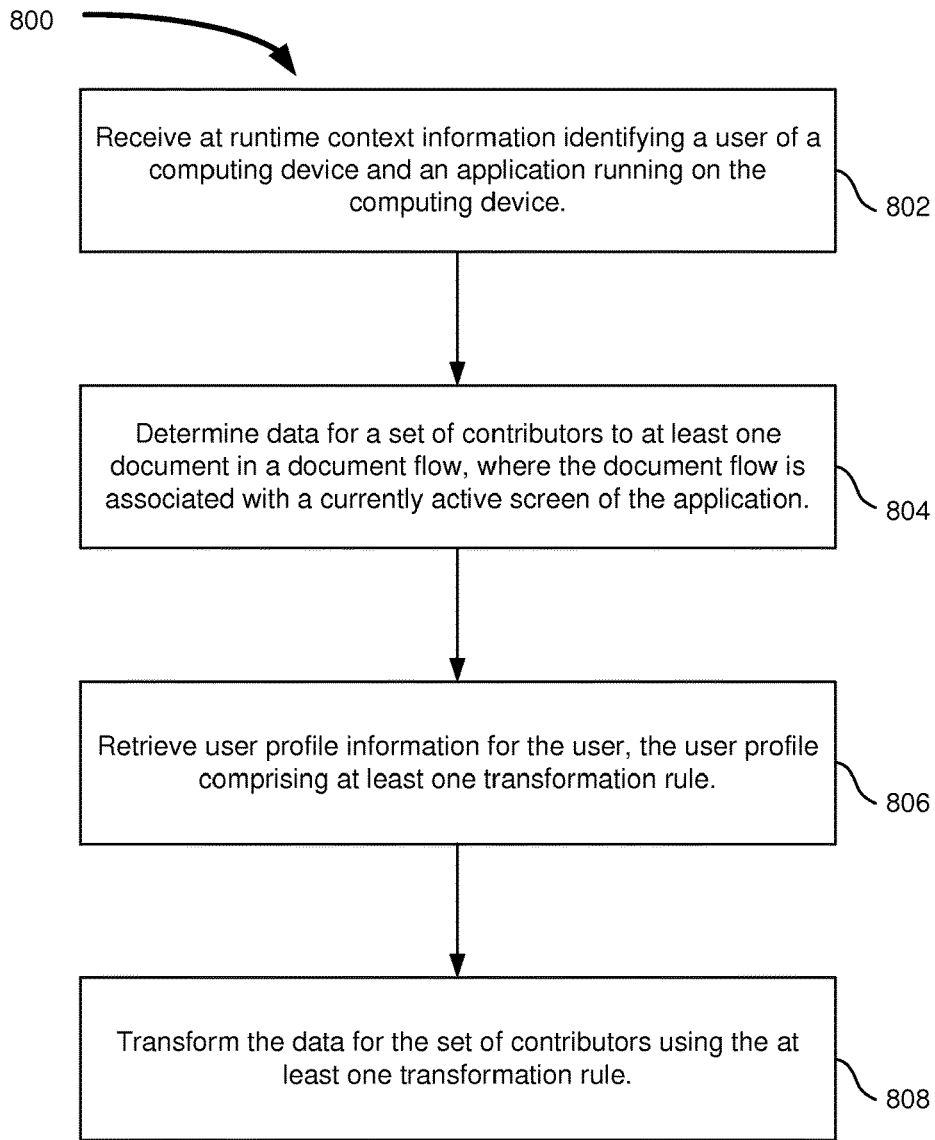 800
Receive at runtime context information identifying a user of a
computing device and an application running on the
computing device.
802
Determine data for a set of contributors to at least one
document in a document flow, where the document flow is
associated with a currently active screen of the application.
804
Retrieve user profile information for the user, the user profile
comprising at least one transformation rule.
806
Transform the data for the set of contributors using the at
least one transformation rule.
808